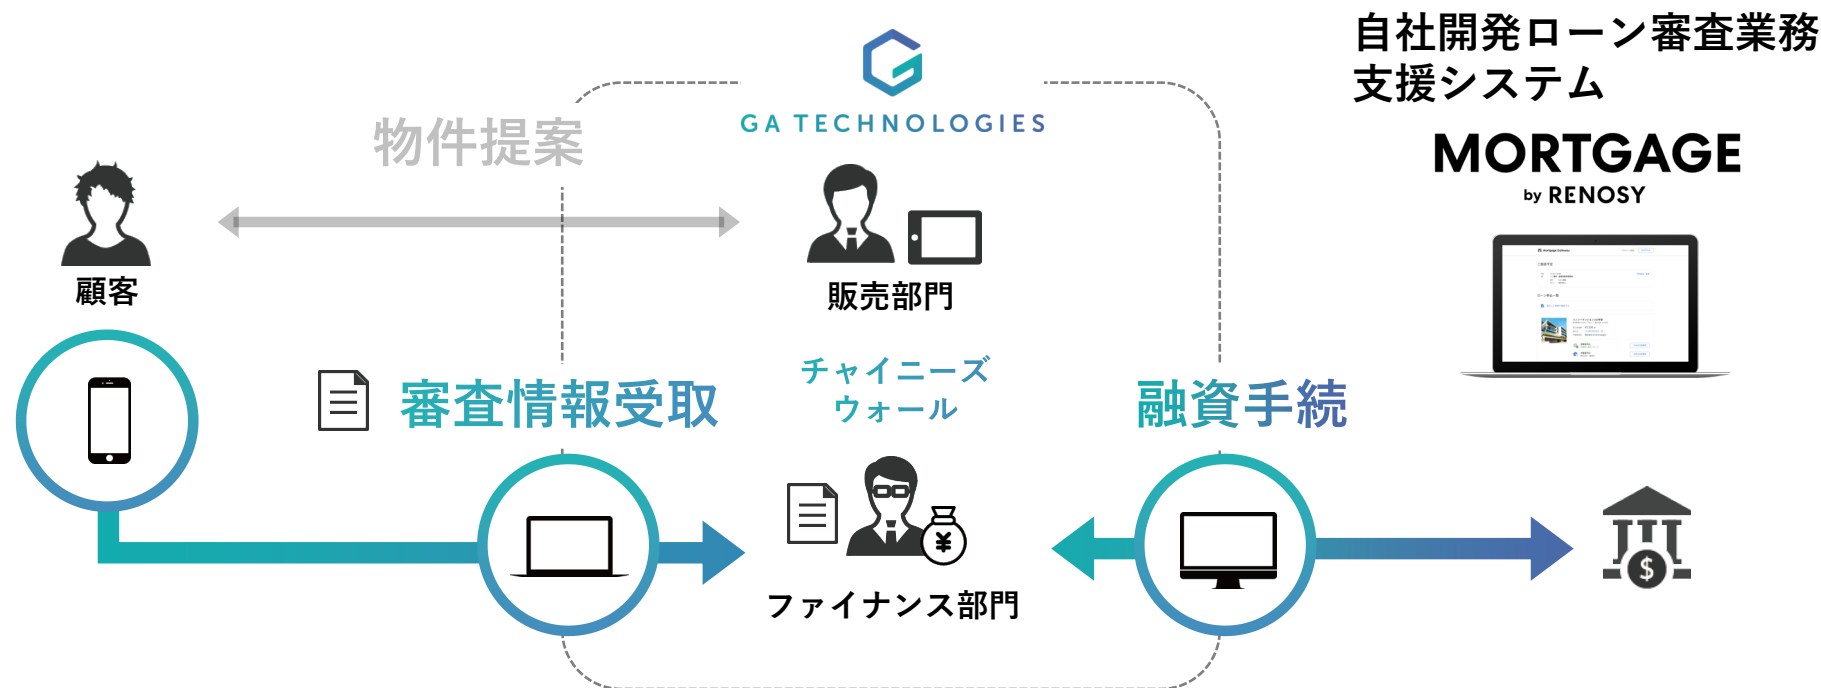 自社開発ローン審査業務
支援システム
GA TECHNOLOGIES
物件提案
MORTGAGE
by RENOSY
顧客
販売部門
チャイニーズ
ウォール
審査情報受取
融資手続
¥
$
ファイナンス部門